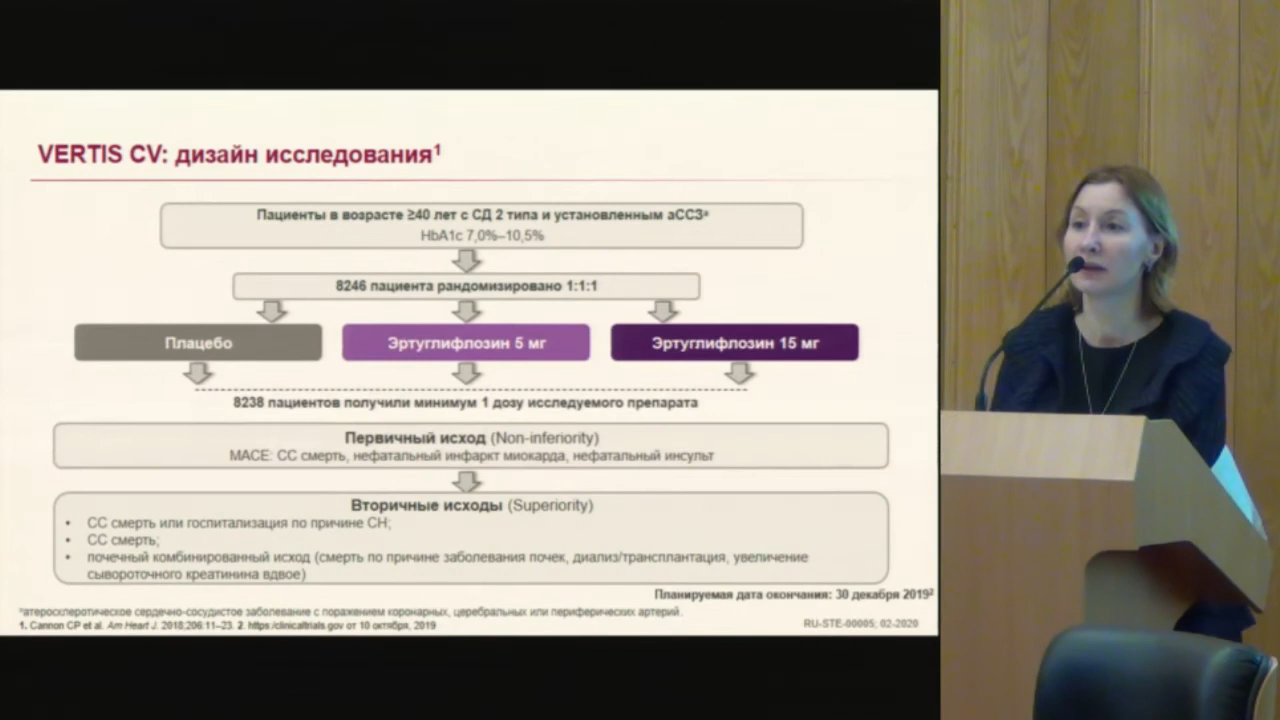 VERTIS CV: дизайн исследования¹
Пациенты в возрасте ≥40 лет с СД 2 типа и установленным аССЗᵃ
HbA1c 7,0%–10,5%
8246 пациента рандомизировано 1:1:1
Плацебо
Эртуглифлозин 5 мг
Эртуглифлозин 15 мг
8238 пациентов получили минимум 1 дозу исследуемого препарата
Первичный исход (Non-inferiority)
MACE: СС смерть, нефатальный инфаркт миокарда, нефатальный инсульт
Вторичные исходы (Superiority)
• СС смерть или госпитализация по причине СН;
• СС смерть;
• почечный комбинированный исход (смерть по причине заболевания почек, диализ/трансплантация, увеличение
сывороточного креатинина вдвое)
Планируемая дата окончания: 30 декабря 2019²
ᵃатеросклеротическое сердечно-сосудистое заболевание с поражением коронарных, церебральных или периферических артерий.
1. Cannon CP et al. Am Heart J. 2018;206:11–23. 2. https:/clinicaltrials.gov от 10 октября, 2019
RU-STE-00005; 02-2020